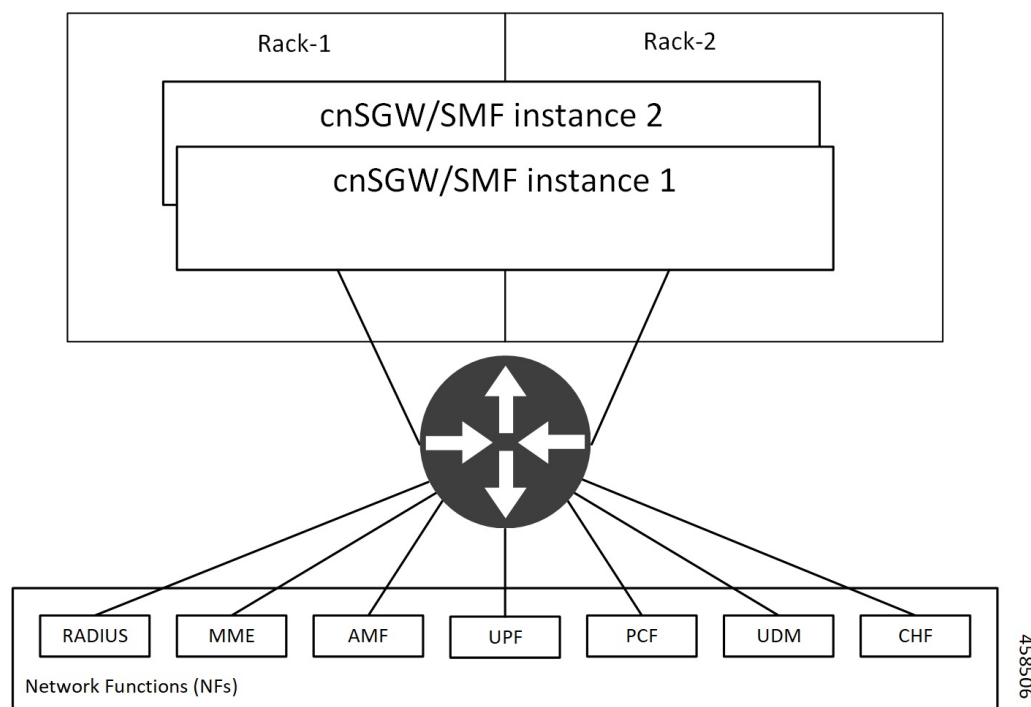 Rack-1
Rack-2
cnSGW/SMF instance 2
cnSGW/SMF instance 1
RADIUS
MME
AMF
UPF
PCF
UDM
CHF
Network Functions (NFs)
458506